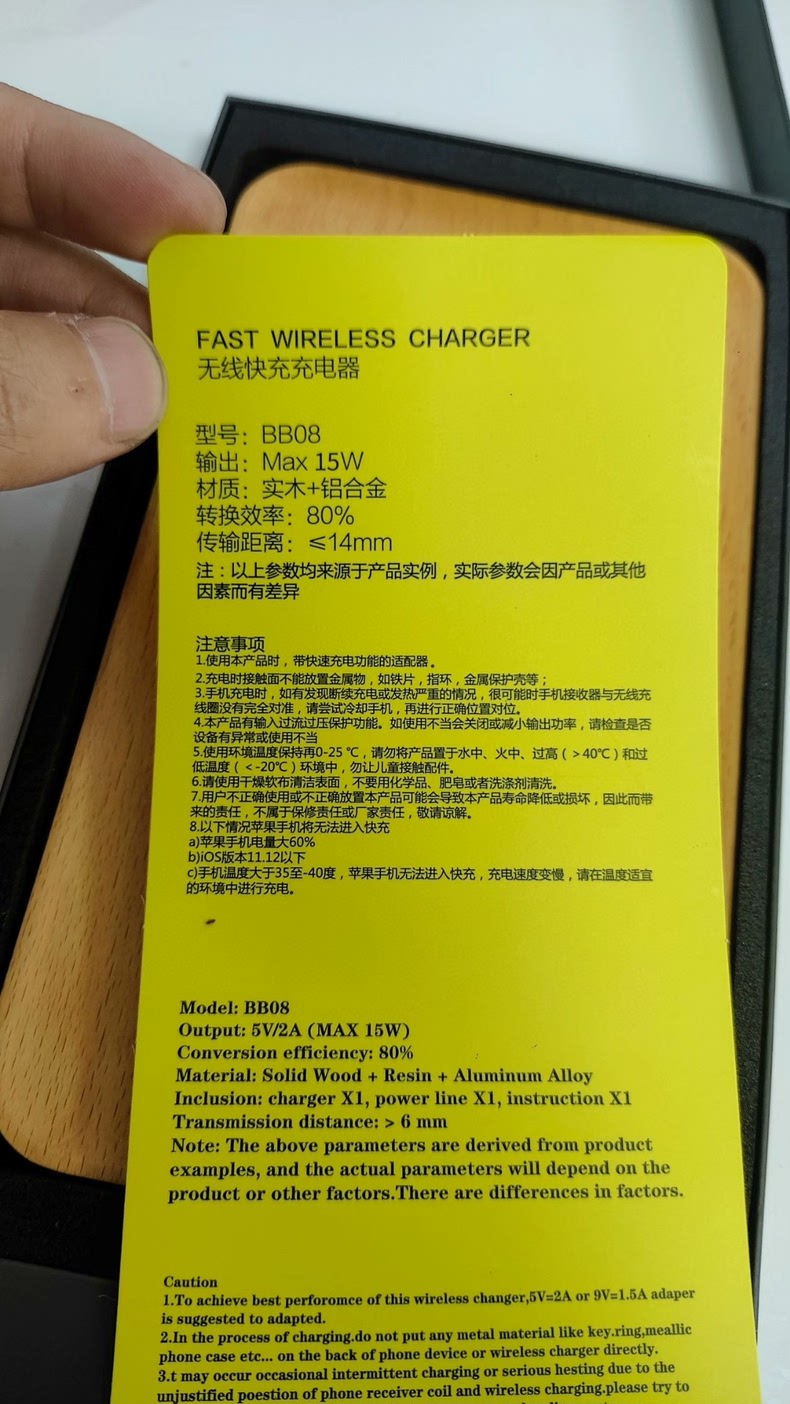 FAST WIRELESS CHARGER
无线快充充电器
型号：BB08
输出：Max 15W
材质：实木+铝合金
转换效率：80%
传输距离：≤14mm
注：以上参数均来源于产品实例，实际参数会因产品或其他
因素而有差异
注意事项
1.使用本产品时，带快速充电功能的适配器。
2.充电时接触面不能放置金属物，如铁片，指环，金属保护壳等；
3.手机充电时，如有发现断续充电或发热严重的情况，很可能时手机接收器与无线充
线圈没有完全对准，请尝试冷却手机，再进行正确位置对位。
4.本产品有输入过流过压保护功能。如使用不当会关闭或减小输出功率，请检查是否
设备有异常或使用不当
5.使用环境温度保持再0-25 ℃，请勿将产品置于水中、火中、过高（＞40℃）和过
低温度（＜-20℃）环境中，勿让儿童接触配件。
6.请使用干燥软布清洁表面，不要用化学品、肥皂或者洗涤剂清洗。
7.用户不正确使用或不正确放置本产品可能会导致本产品寿命降低或损坏，因此而带
来的责任，不属于保修责任或厂家责任，敬请谅解。
8.以下情况苹果手机将无法进入快充
a)苹果手机电量大60%
b)iOS版本11.12以下
c)手机温度大于35至-40度，苹果手机无法进入快充，充电速度变慢，请在温度适宜
的环境中进行充电。
Model: BB08
Output: 5V/2A (MAX 15W)
Conversion efficiency: 80%
Material: Solid Wood + Resin + Aluminum Alloy
Inclusion: charger X1, power line X1, instruction X1
Transmission distance: > 6 mm
Note: The above parameters are derived from product
examples, and the actual parameters will depend on the
product or other factors.There are differences in factors.
Caution
1.To achieve best perforomce of this wireless changer,5V=2A or 9V=1.5A adaper
is suggested to adapted.
2.In the process of charging.do not put any metal material like key.ring,meallic
phone case etc... on the back of phone device or wireless charger directly.
3.t may occur occasional intermittent charging or serious hesting due to the
unjustified poestion of phone receiver coil and wireless charging.please try to